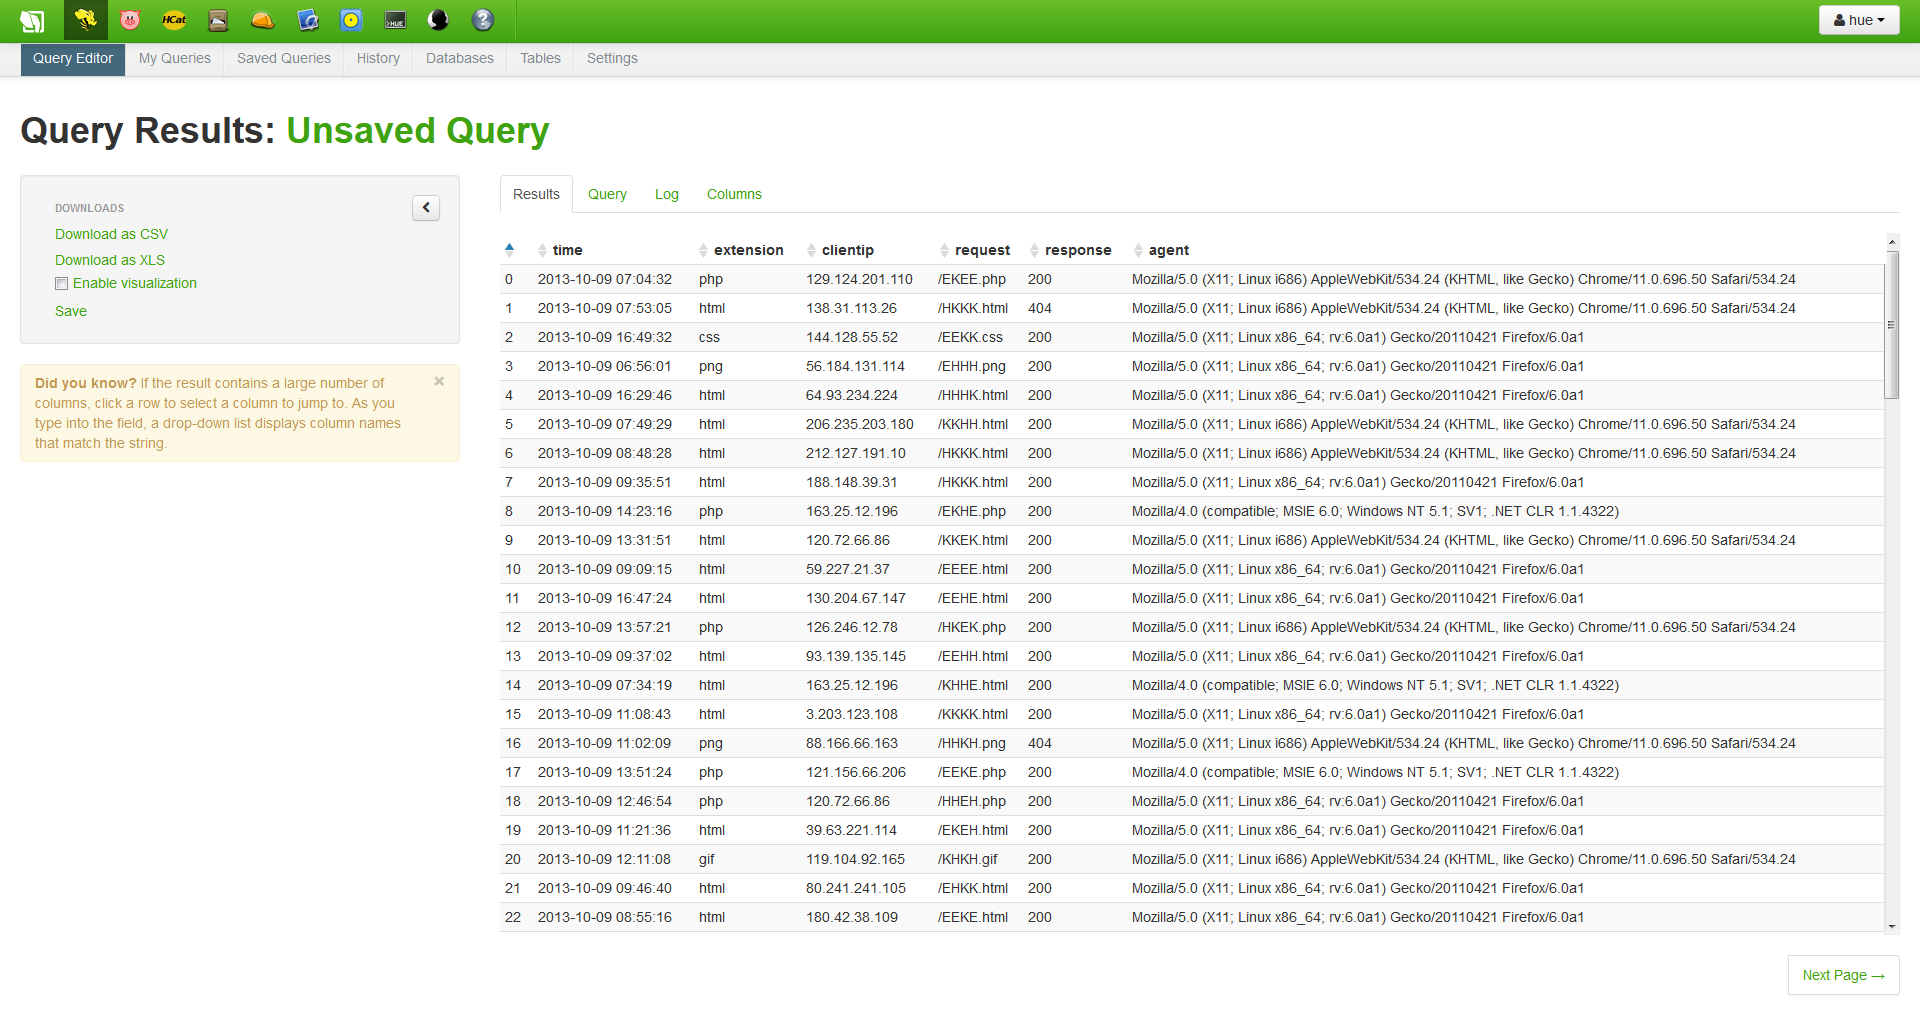 HCat
>HUE
hue
Query Editor My Queries Saved Queries History Databases Tables Settings
Query Results: Unsaved Query
DOWNLOADS
Download as CSV
Download as XLS
Enable visualization
Save
Did you know? If the result contains a large number of
columns, click a row to select a column to jump to. As you
type into the field, a drop-down list displays column names
that match the string.
×
Results Query Log Columns
time extension clientip request response agent
0 2013-10-09 07:04:32 php 129.124.201.110 /EKEE.php 200 Mozilla/5.0 (X11; Linux i686) AppleWebKit/534.24 (KHTML, like Gecko) Chrome/11.0.696.50 Safari/534.24
1 2013-10-09 07:53:05 html 138.31.113.26 /HKKK.html 404 Mozilla/5.0 (X11; Linux i686) AppleWebKit/534.24 (KHTML, like Gecko) Chrome/11.0.696.50 Safari/534.24
2 2013-10-09 16:49:32 css 144.128.55.52 /EEKK.css 200 Mozilla/5.0 (X11; Linux x86_64; rv:6.0a1) Gecko/20110421 Firefox/6.0a1
3 2013-10-09 06:56:01 png 56.184.131.114 /EHHH.png 200 Mozilla/5.0 (X11; Linux x86_64; rv:6.0a1) Gecko/20110421 Firefox/6.0a1
4 2013-10-09 16:29:46 html 64.93.234.224 /HHHK.html 200 Mozilla/5.0 (X11; Linux x86_64; rv:6.0a1) Gecko/20110421 Firefox/6.0a1
5 2013-10-09 07:49:29 html 206.235.203.180 /KKHH.html 200 Mozilla/5.0 (X11; Linux i686) AppleWebKit/534.24 (KHTML, like Gecko) Chrome/11.0.696.50 Safari/534.24
6 2013-10-09 08:48:28 html 212.127.191.10 /HKKK.html 200 Mozilla/5.0 (X11; Linux i686) AppleWebKit/534.24 (KHTML, like Gecko) Chrome/11.0.696.50 Safari/534.24
7 2013-10-09 09:35:51 html 188.148.39.31 /HKKK.html 200 Mozilla/5.0 (X11; Linux x86_64; rv:6.0a1) Gecko/20110421 Firefox/6.0a1
8 2013-10-09 14:23:16 php 163.25.12.196 /EKHE.php 200 Mozilla/4.0 (compatible; MSIE 6.0; Windows NT 5.1; SV1; .NET CLR 1.1.4322)
9 2013-10-09 13:31:51 html 120.72.66.86 /KKEK.html 200 Mozilla/5.0 (X11; Linux i686) AppleWebKit/534.24 (KHTML, like Gecko) Chrome/11.0.696.50 Safari/534.24
10 2013-10-09 09:09:15 html 59.227.21.37 /EEEE.html 200 Mozilla/5.0 (X11; Linux x86_64; rv:6.0a1) Gecko/20110421 Firefox/6.0a1
11 2013-10-09 16:47:24 html 130.204.67.147 /EEHE.html 200 Mozilla/5.0 (X11; Linux x86_64; rv:6.0a1) Gecko/20110421 Firefox/6.0a1
12 2013-10-09 13:57:21 php 126.246.12.78 /HKEK.php 200 Mozilla/5.0 (X11; Linux i686) AppleWebKit/534.24 (KHTML, like Gecko) Chrome/11.0.696.50 Safari/534.24
13 2013-10-09 09:37:02 html 93.139.135.145 /EEHH.html 200 Mozilla/5.0 (X11; Linux x86_64; rv:6.0a1) Gecko/20110421 Firefox/6.0a1
14 2013-10-09 07:34:19 html 163.25.12.196 /KHHE.html 200 Mozilla/4.0 (compatible; MSIE 6.0; Windows NT 5.1; SV1; .NET CLR 1.1.4322)
15 2013-10-09 11:08:43 html 3.203.123.108 /KKKK.html 200 Mozilla/5.0 (X11; Linux x86_64; rv:6.0a1) Gecko/20110421 Firefox/6.0a1
16 2013-10-09 11:02:09 png 88.166.66.163 /HHKH.png 404 Mozilla/5.0 (X11; Linux i686) AppleWebKit/534.24 (KHTML, like Gecko) Chrome/11.0.696.50 Safari/534.24
17 2013-10-09 13:51:24 php 121.156.66.206 /EEKE.php 200 Mozilla/4.0 (compatible; MSIE 6.0; Windows NT 5.1; SV1; .NET CLR 1.1.4322)
18 2013-10-09 12:46:54 php 120.72.66.86 /HHEH.php 200 Mozilla/5.0 (X11; Linux x86_64; rv:6.0a1) Gecko/20110421 Firefox/6.0a1
19 2013-10-09 11:21:36 html 39.63.221.114 /EKEH.html 200 Mozilla/5.0 (X11; Linux x86_64; rv:6.0a1) Gecko/20110421 Firefox/6.0a1
20 2013-10-09 12:11:08 gif 119.104.92.165 /KHKH.gif 200 Mozilla/5.0 (X11; Linux i686) AppleWebKit/534.24 (KHTML, like Gecko) Chrome/11.0.696.50 Safari/534.24
21 2013-10-09 09:46:40 html 80.241.241.105 /EHKK.html 200 Mozilla/5.0 (X11; Linux x86_64; rv:6.0a1) Gecko/20110421 Firefox/6.0a1
22 2013-10-09 08:55:16 html 180.42.38.109 /EEKE.html 200 Mozilla/5.0 (X11; Linux x86_64; rv:6.0a1) Gecko/20110421 Firefox/6.0a1
Next Page →